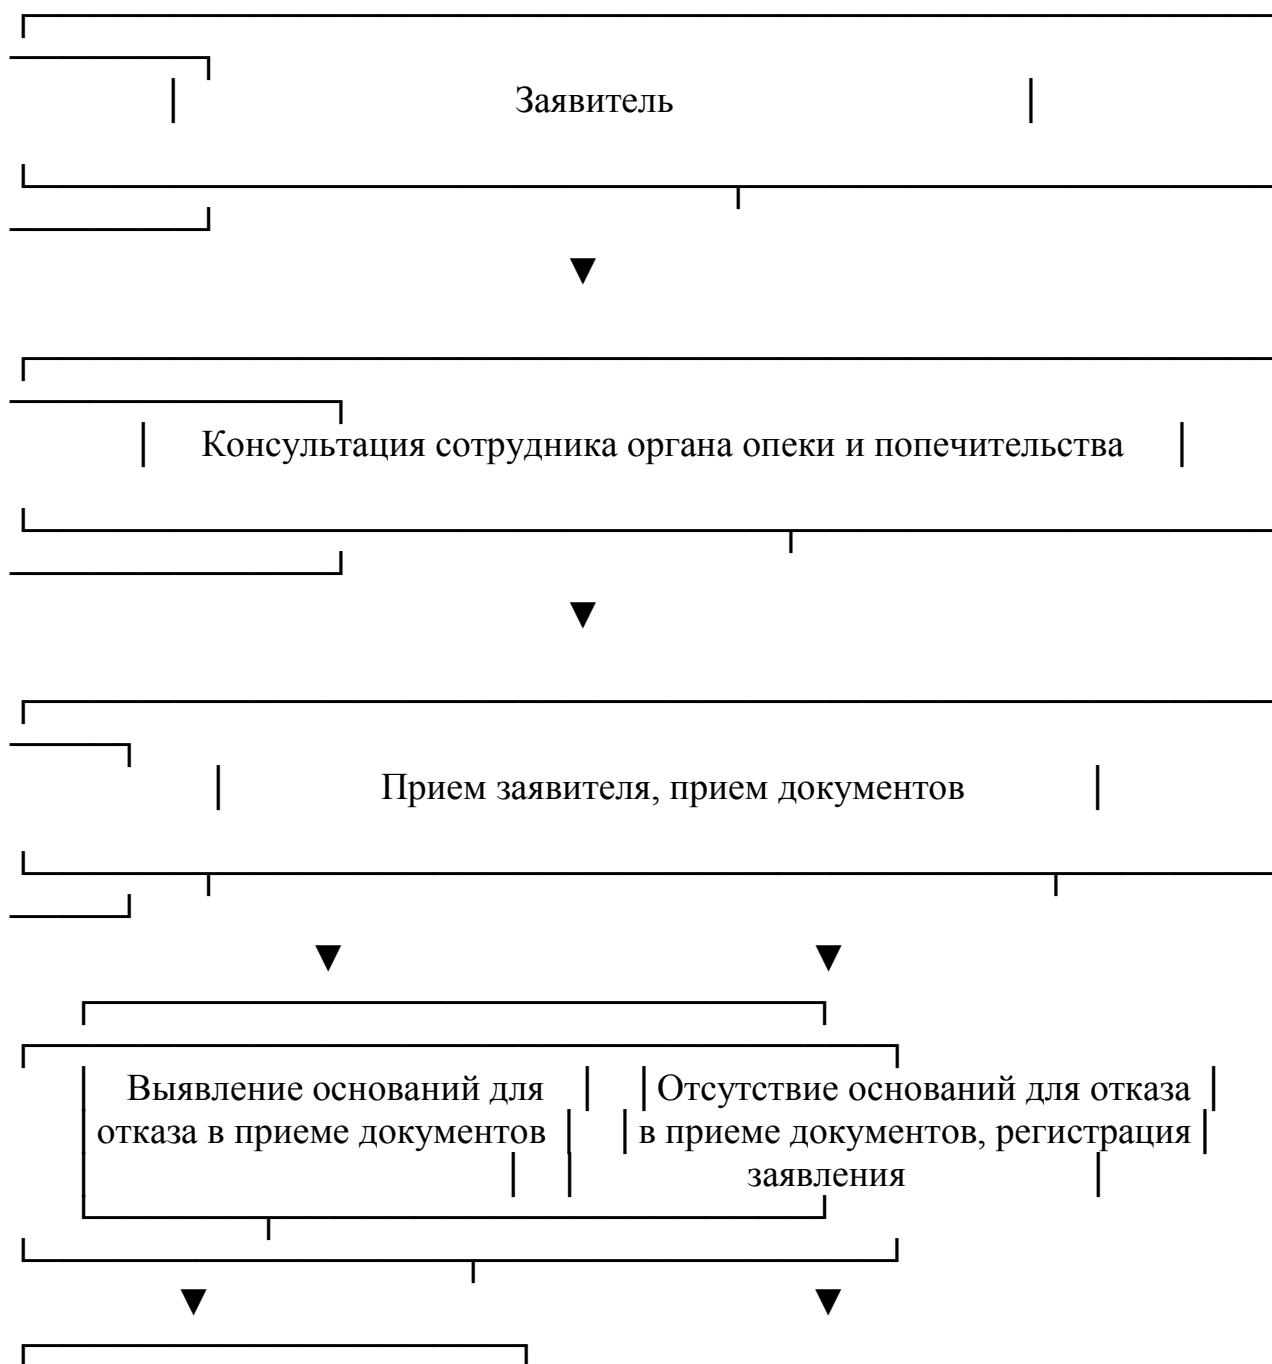 Заявитель
Консультация сотрудника органа опеки и попечительства
Прием заявителя, прием документов
Выявление оснований для Отсутствие оснований для отказа
отказа в приеме документов в приеме документов, регистрация
заявления